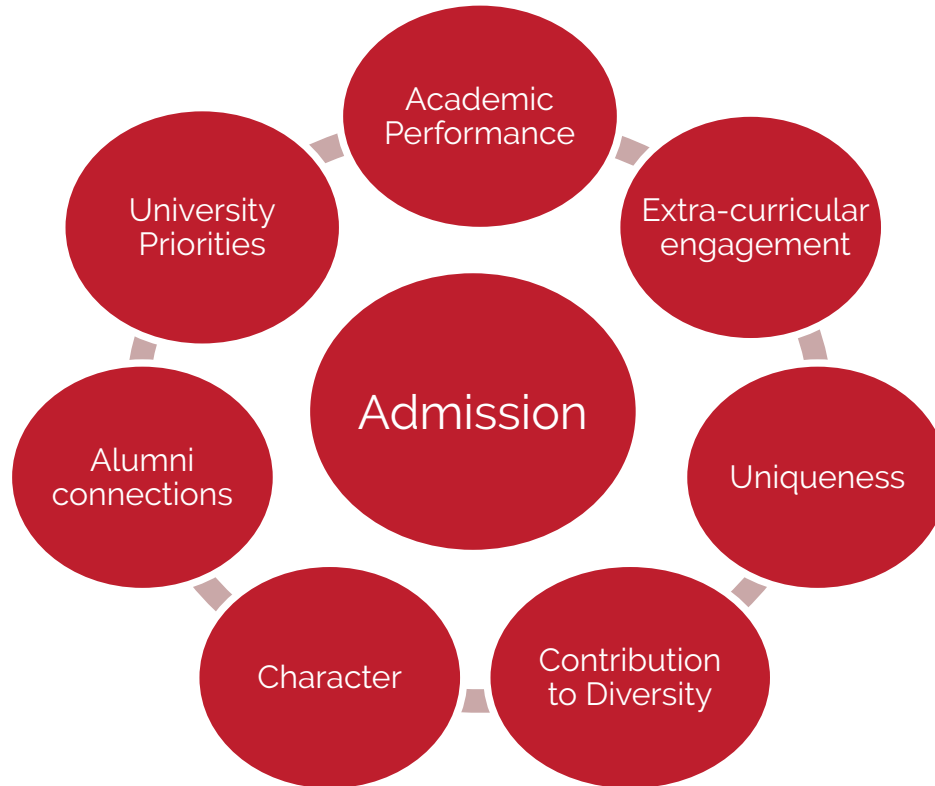 Academic
Performance
Extra-curricular
engagement
Uniqueness
Contribution
to Diversity
Character
Alumni
connections
University
Priorities
Admission